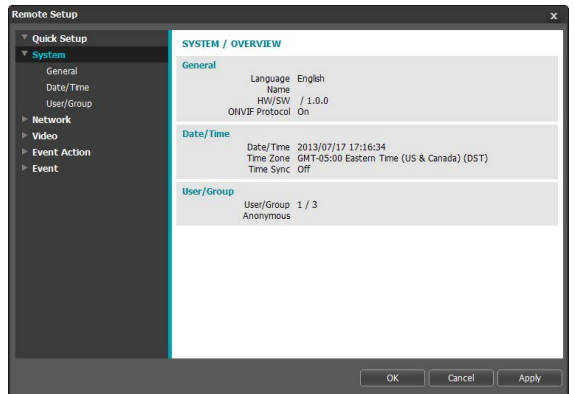 Remote Setup x
Quick Setup
System
General
Date/Time
User/Group
Network
Video
Event Action
Event
SYSTEM / OVERVIEW
General
Language English
Name
HW/SW / 1.0.0
ONVIF Protocol On
Date/Time
Date/Time 2013/07/17 17:16:34
Time Zone GMT-05:00 Eastern Time (US & Canada) (DST)
Time Sync Off
User/Group
User/Group 1 / 3
Anonymous
OK Cancel Apply